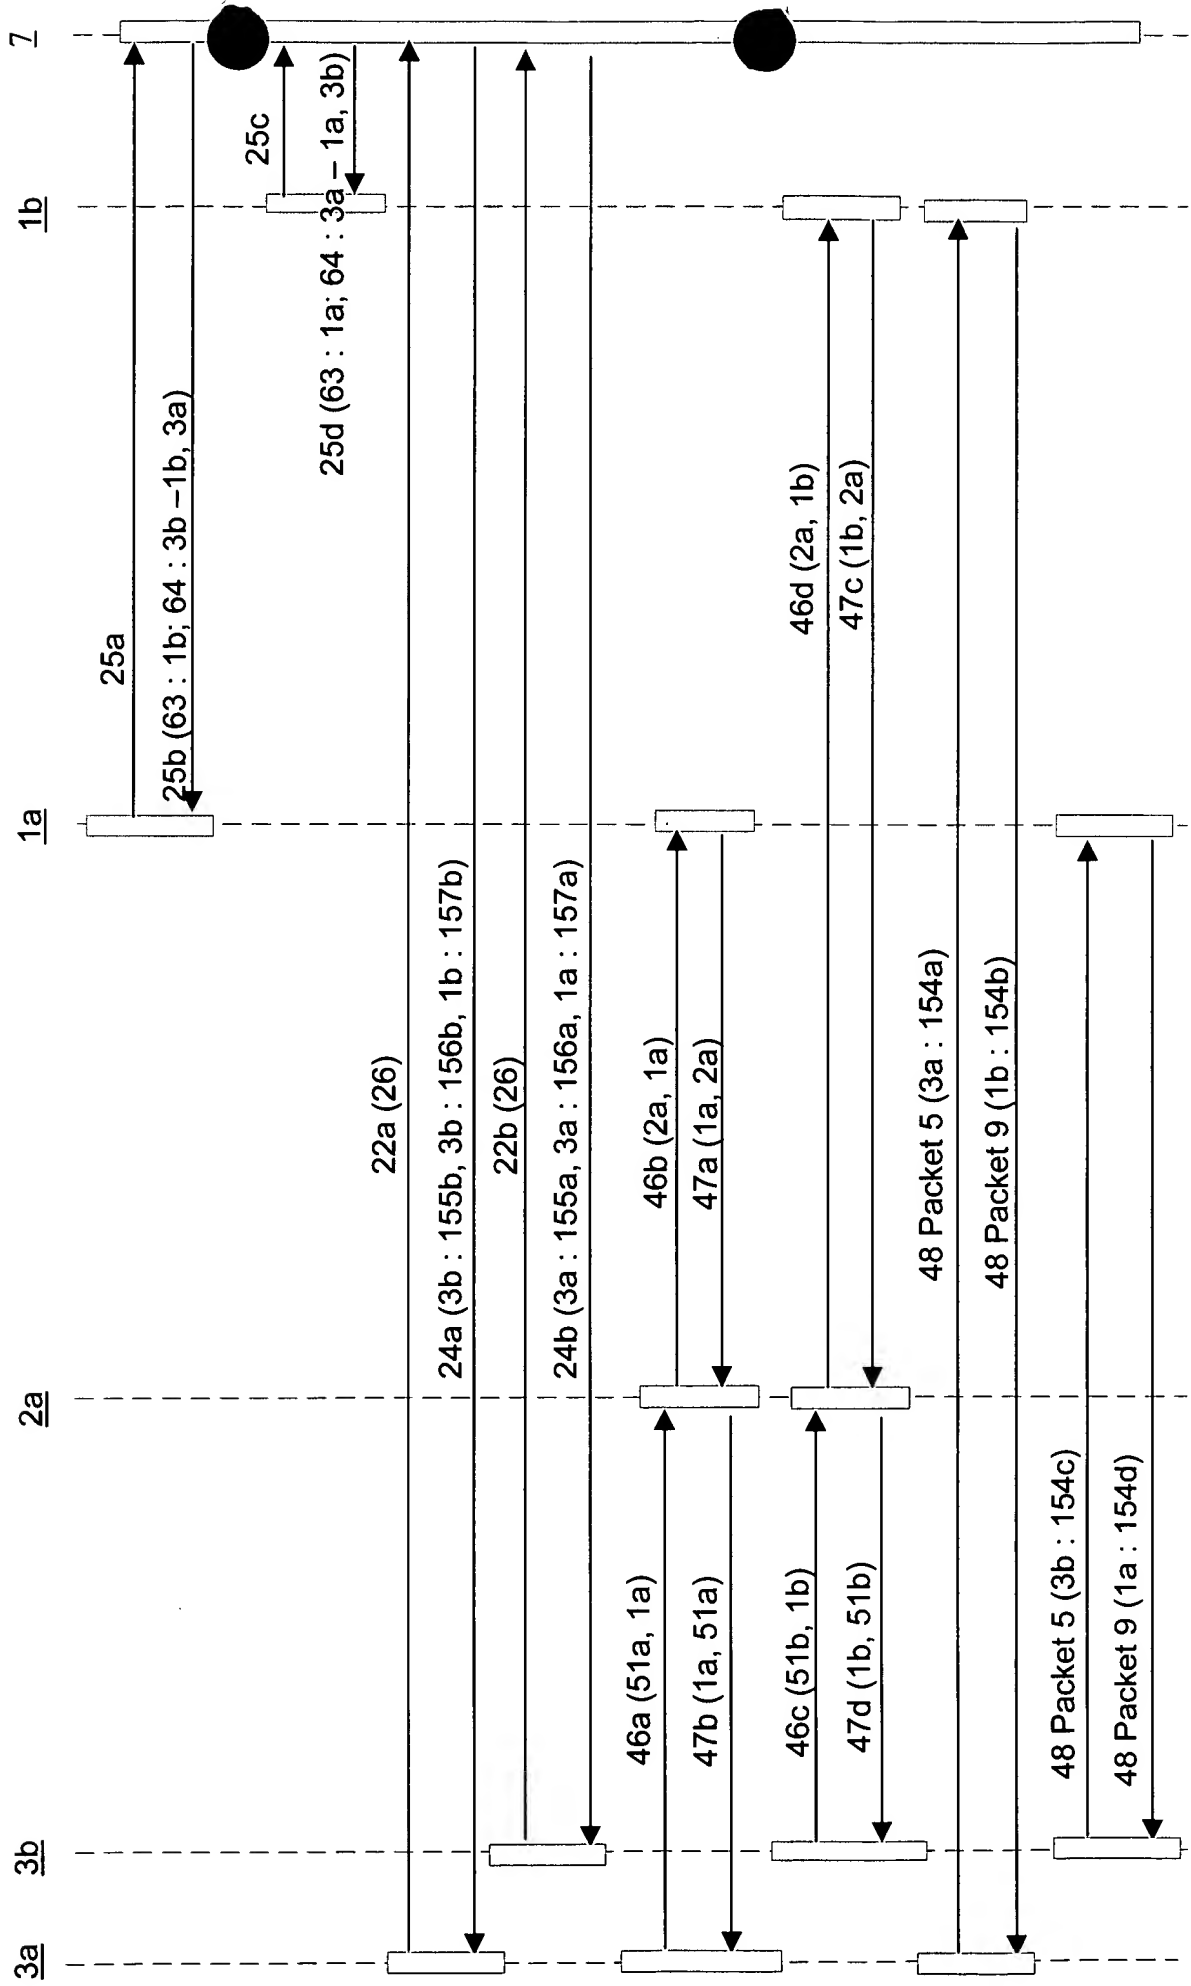 3a
3b
2a
1a
1b
7
25a
25b (63 : 1b; 64 : 3b –1b, 3a)
25c
25d (63 : 1a; 64 : 3a – 1a, 3b)
22a (26)
24a (3b : 155b, 3b : 156b, 1b : 157b)
22b (26)
24b (3a : 155a, 3a : 156a, 1a : 157a)
46a (51a, 1a)
46b (2a, 1a)
47a (1a, 2a)
47b (1a, 51a)
46c (51b, 1b)
46d (2a, 1b)
47c (1b, 2a)
47d (1b, 51b)
48 Packet 5 (3a : 154a)
48 Packet 9 (1b : 154b)
48 Packet 5 (3b : 154c)
48 Packet 9 (1a : 154d)